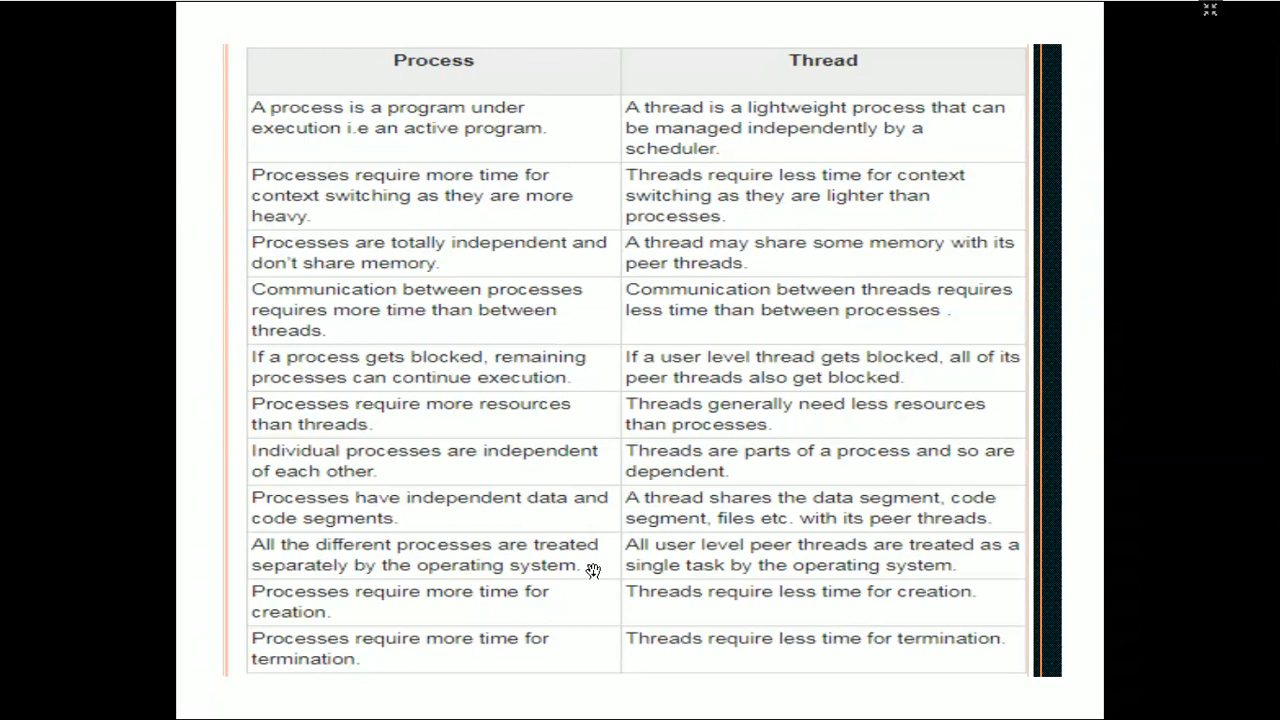 Process
Thread
A process is a program under
execution i.e an active program.
A thread is a lightweight process that can
be managed independently by a
scheduler.
Processes require more time for
context switching as they are more
heavy.
Threads require less time for context
switching as they are lighter than
processes.
Processes are totally independent and
don't share memory.
A thread may share some memory with its
peer threads.
Communication between processes
requires more time than between
threads.
Communication between threads requires
less time than between processes .
If a process gets blocked, remaining
processes can continue execution.
If a user level thread gets blocked, all of its
peer threads also get blocked.
Processes require more resources
than threads.
Threads generally need less resources
than processes.
Individual processes are independent
of each other.
Threads are parts of a process and so are
dependent.
Processes have independent data and
code segments.
A thread shares the data segment, code
segment, files etc. with its peer threads.
All the different processes are treated
separately by the operating system.
All user level peer threads are treated as a
single task by the operating system.
Processes require more time for
creation.
Threads require less time for creation.
Processes require more time for
termination.
Threads require less time for termination.